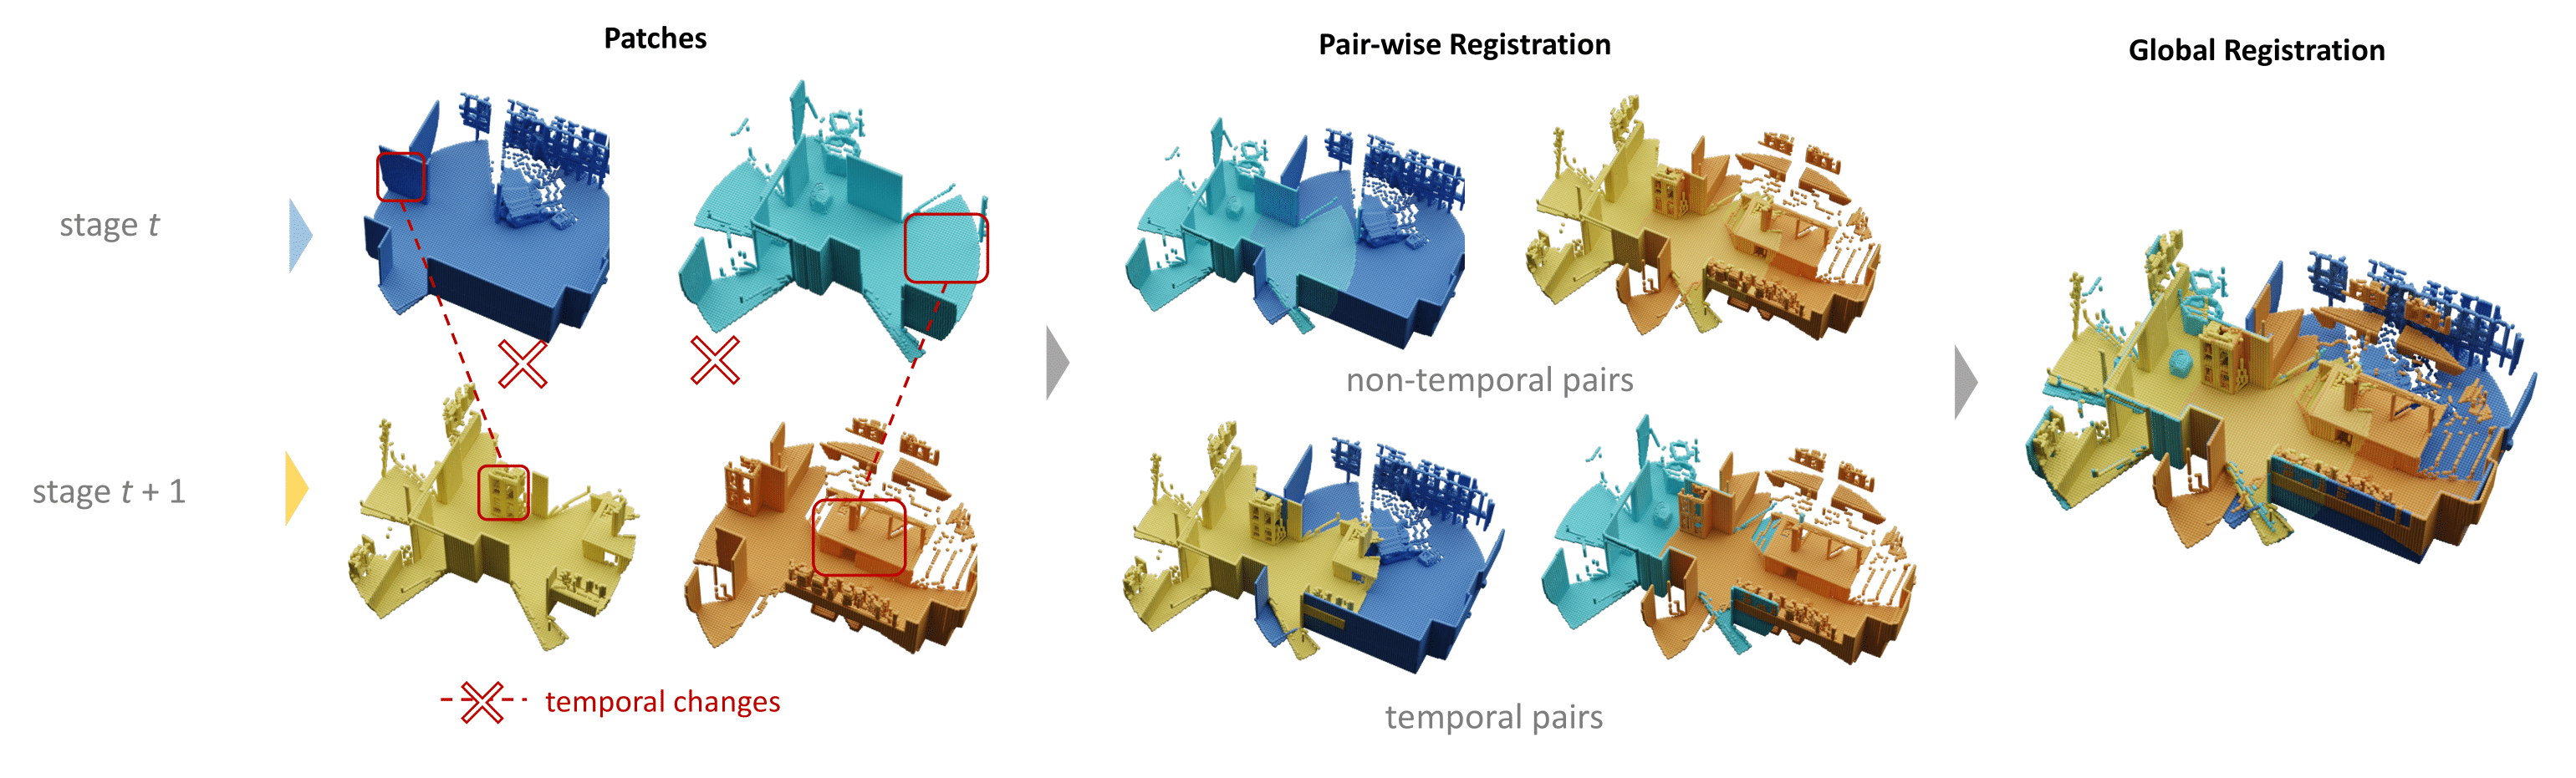 Patches
Pair-wise Registration
Global Registration
stage t
non-temporal pairs
stage t + 1
temporal changes
temporal pairs